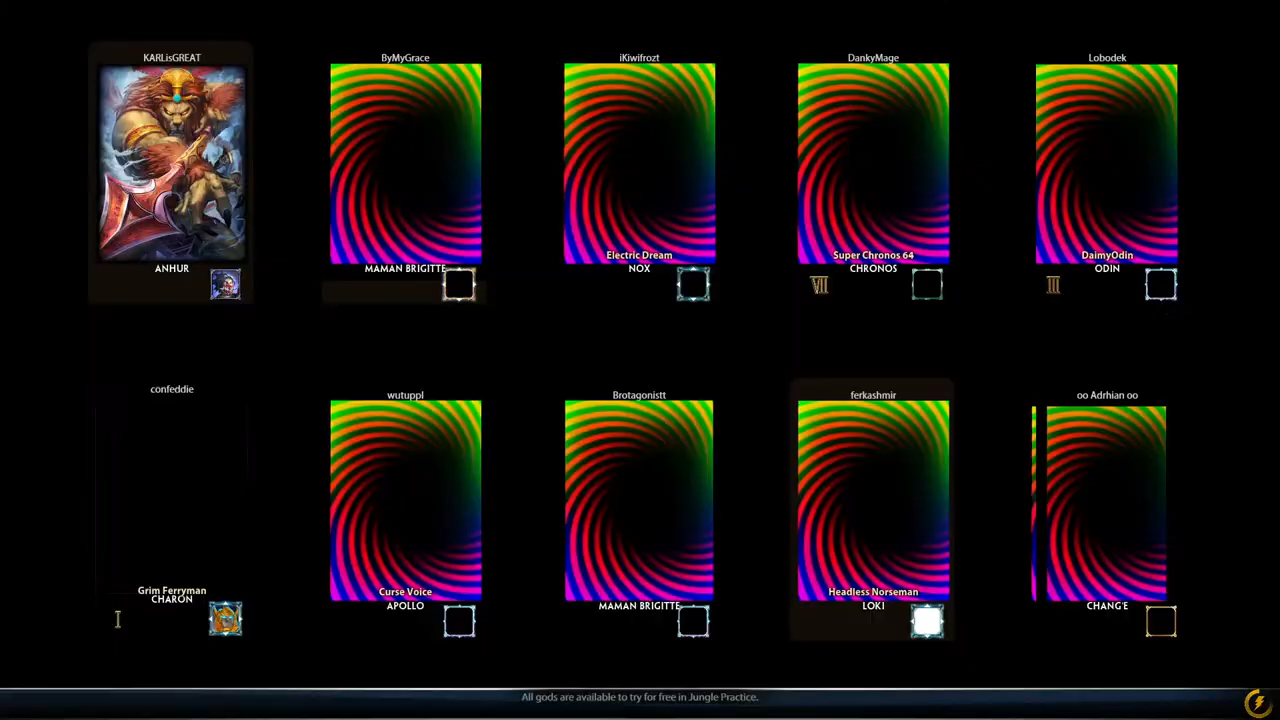 KARLisGREAT
ByMyGrace
iKiwifrozt
DankyMage
Lobodek
ANHUR
MAMAN BRIGITTE
Electric Dream
NOX
Super Chronos 64
CHRONOS
VII
DaimyOdin
ODIN
III
confeddie
wutuppl
Brotagonistt
ferkashmir
oo Adrhian oo
Grim Ferryman
CHARON
I
Curse Voice
APOLLO
MAMAN BRIGITTE
Headless Norseman
LOKI
CHANG'E
All gods are available to try for free in Jungle Practice.